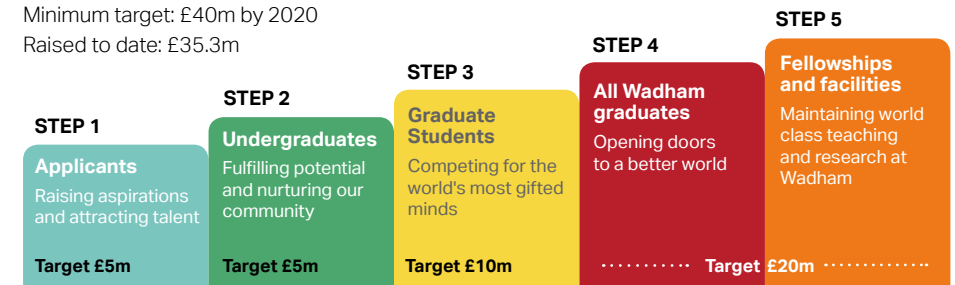 Minimum target: £40m by 2020
Raised to date: £35.3m
STEP 1
Applicants
Raising aspirations
and attracting talent
Target £5m
STEP 2
Undergraduates
Fulfilling potential
and nurturing our
community
Target £5m
STEP 3
Graduate
Students
Competing for the
world's most gifted
minds
Target £10m
STEP 4
All Wadham
graduates
Opening doors
to a better world
STEP 5
Fellowships
and facilities
Maintaining world
class teaching
and research at
Wadham
Target £20m